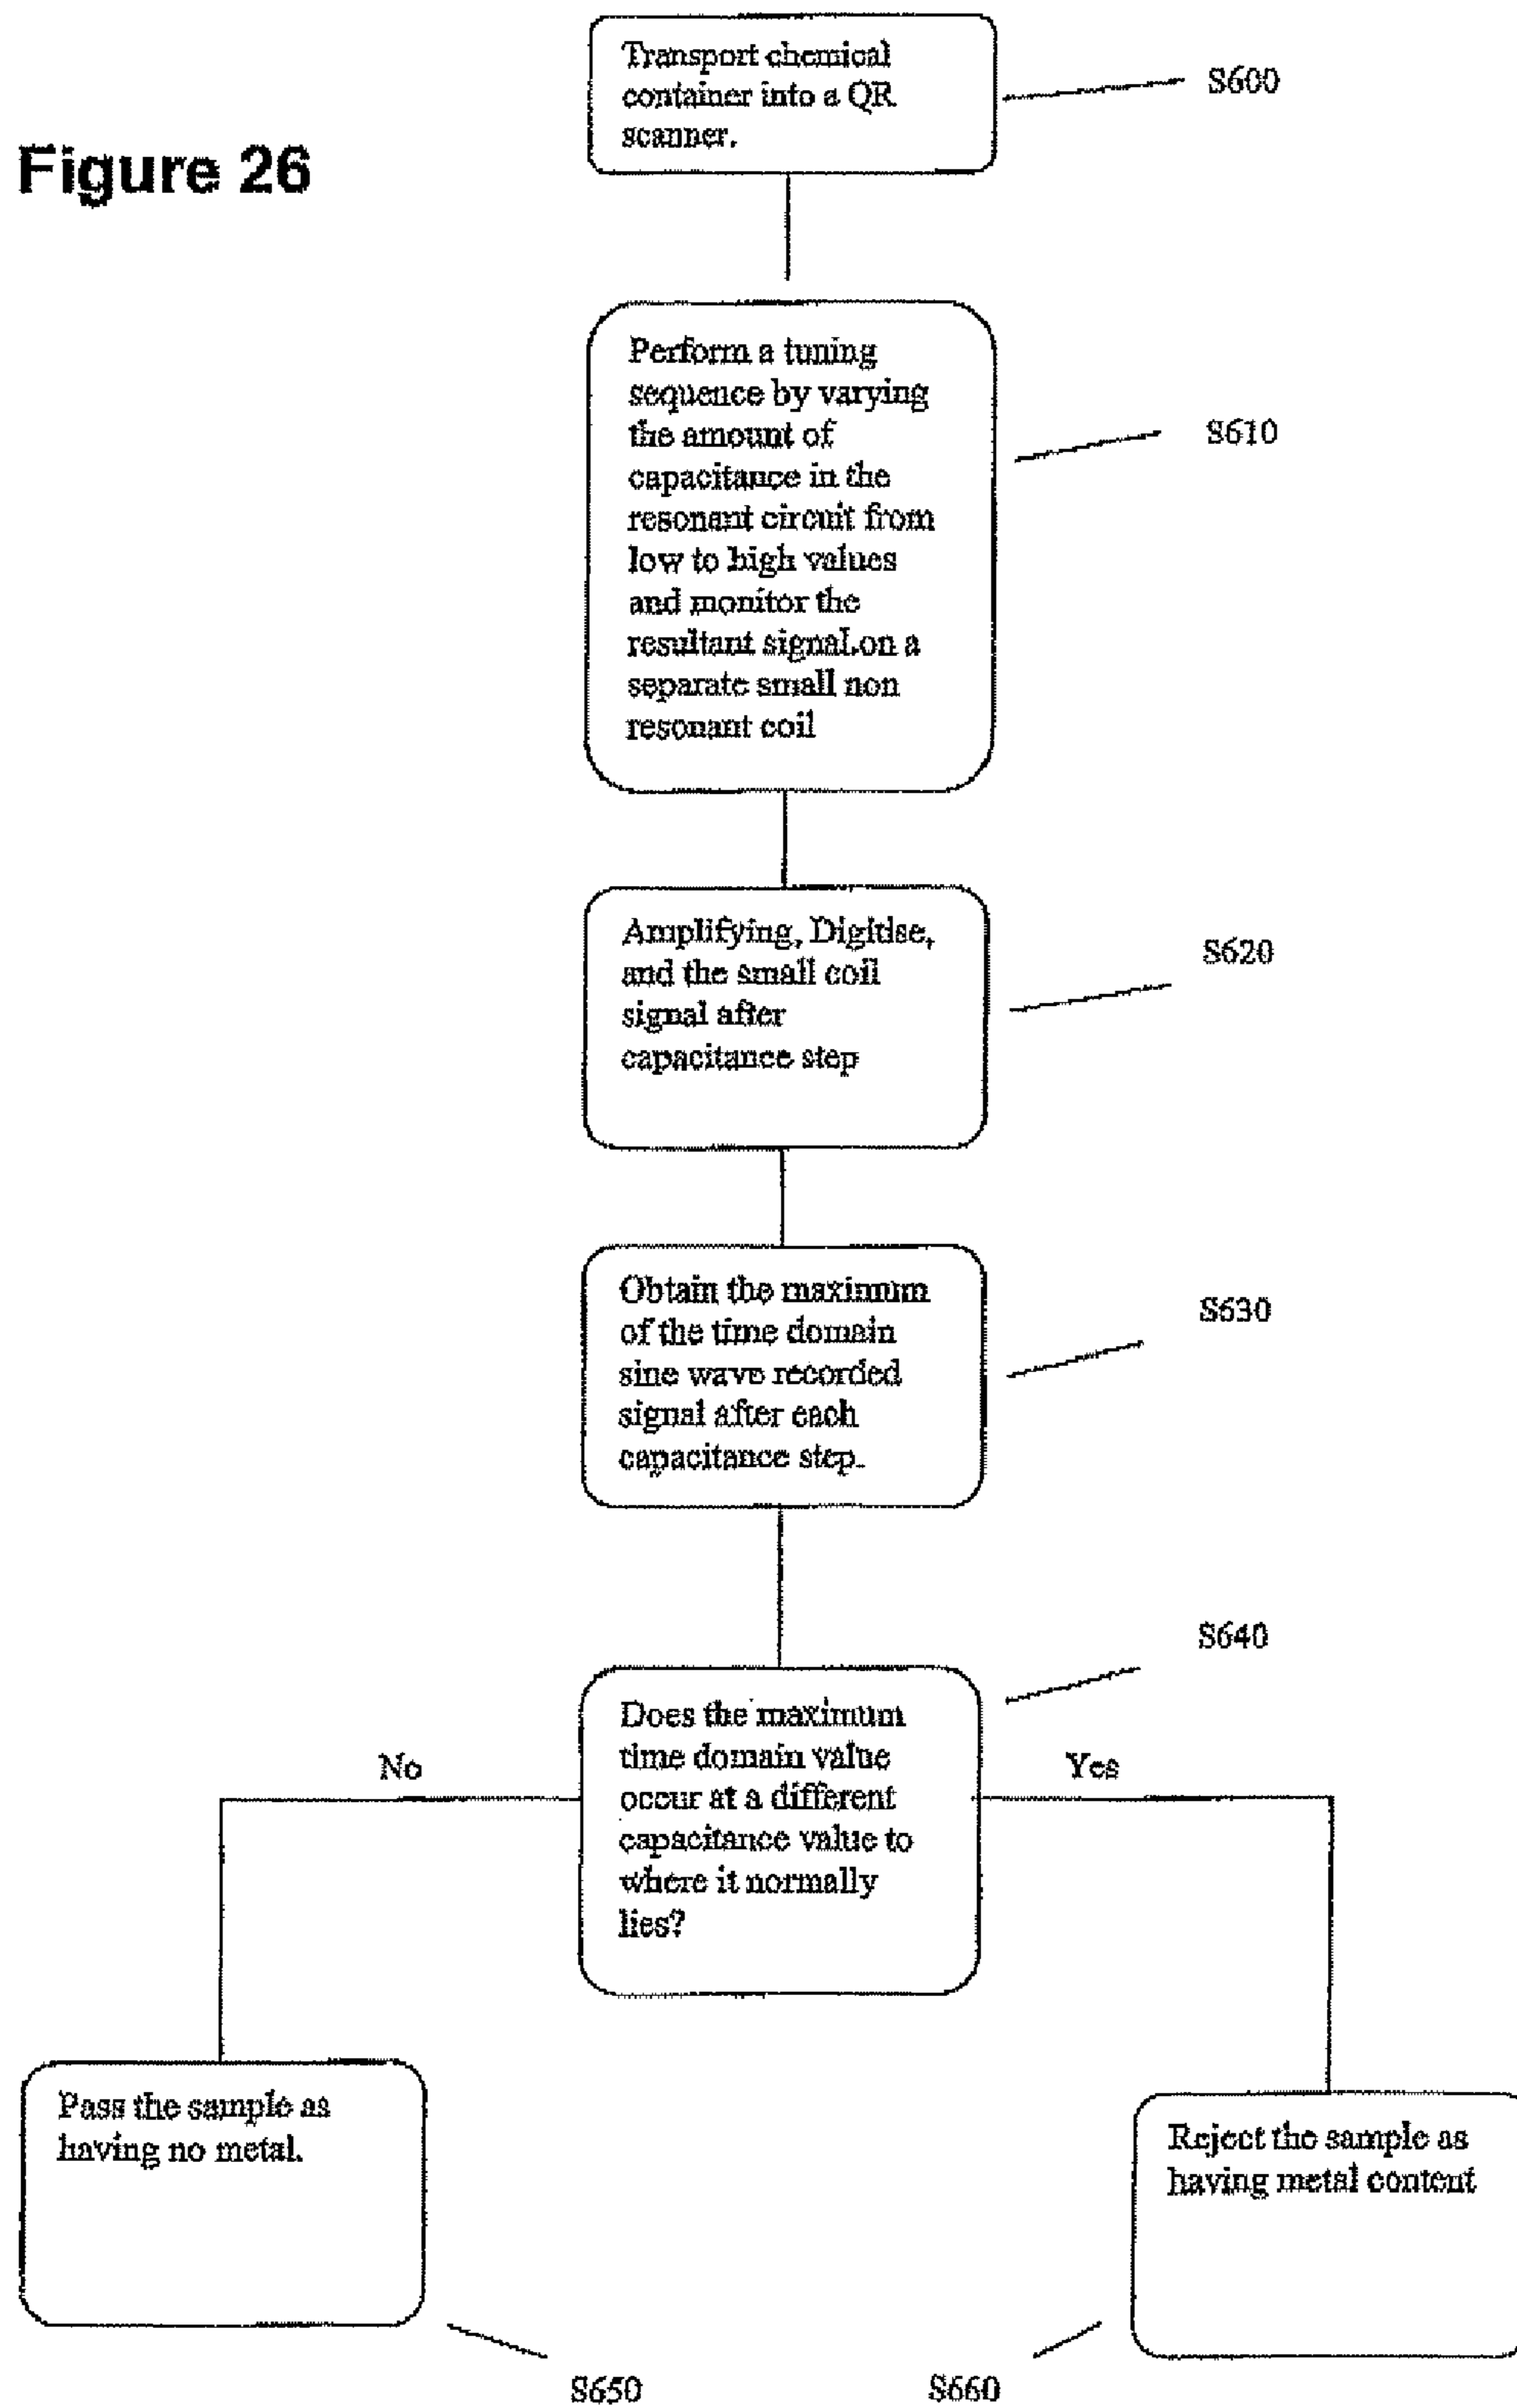 Figure 26
Transport chemical
container into a QR
scanner.
S600
Perform a tuning
sequence by varying
the amount of
capacitance in the
resonant circuit from
low to high values
and monitor the
resultant signal.on a
separate small non
resonant coil
S610
Amplifying, Digitise,
and the small coil
signal after
capacitance step
S620
Obtain the maximum
of the time domain
sine wave recorded
signal after each
capacitance step.
S630
Does the maximum
time domain value
occur at a different
capacitance value to
where it normally
lies?
S640
No
Yes
Pass the sample as
having no metal.
S650
Reject the sample as
having metal content
S660